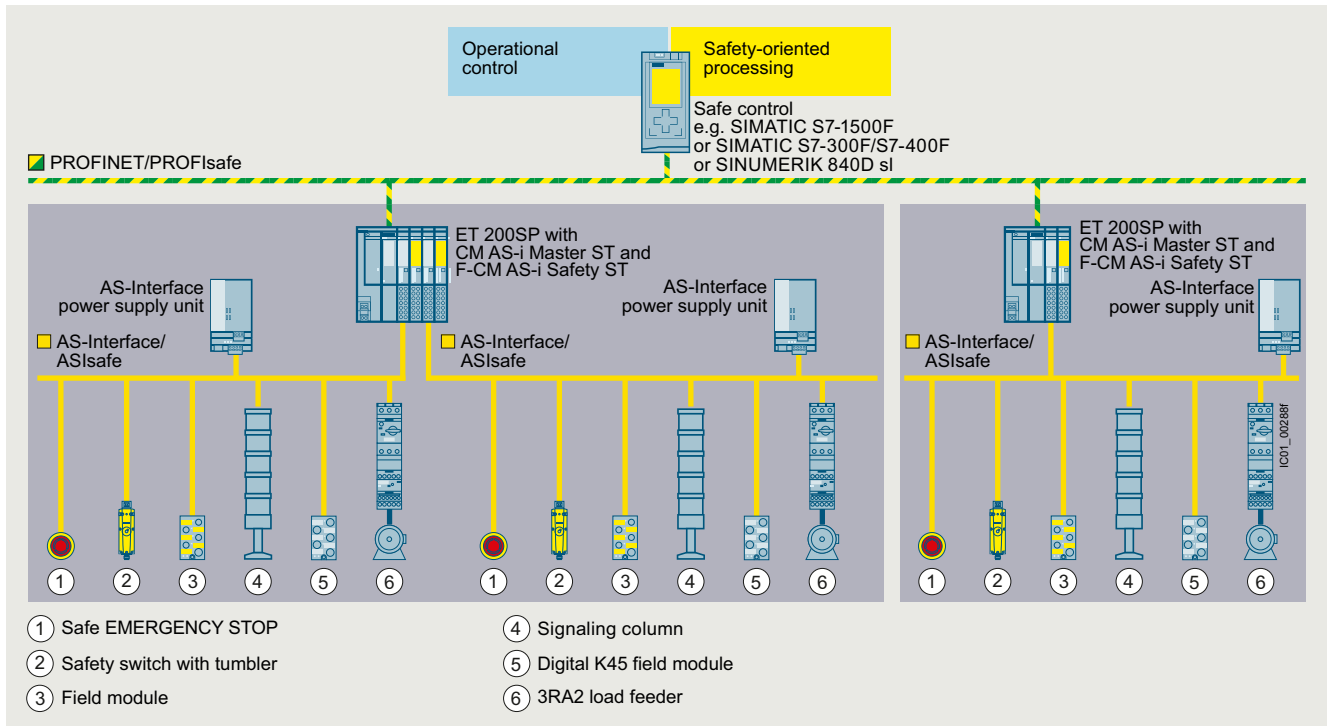 Operational
control
Safety-oriented
processing
Safe control
e.g. SIMATIC S7-1500F
or SIMATIC S7-300F/S7-400F
or SINUMERIK 840D sl
PROFINET/PROFIsafe
ET 200SP with
CM AS-i Master ST and
F-CM AS-i Safety ST
AS-Interface
power supply unit
AS-Interface
power supply unit
AS-Interface/
ASIsafe
AS-Interface/
ASIsafe
ET 200SP with
CM AS-i Master ST and
F-CM AS-i Safety ST
AS-Interface
power supply unit
AS-Interface/
ASIsafe
IC01_00288f
1 2 3 4 5 6
1 2 3 4 5 6
1 2 3 4 5 6
1 Safe EMERGENCY STOP
2 Safety switch with tumbler
3 Field module
4 Signaling column
5 Digital K45 field module
6 3RA2 load feeder